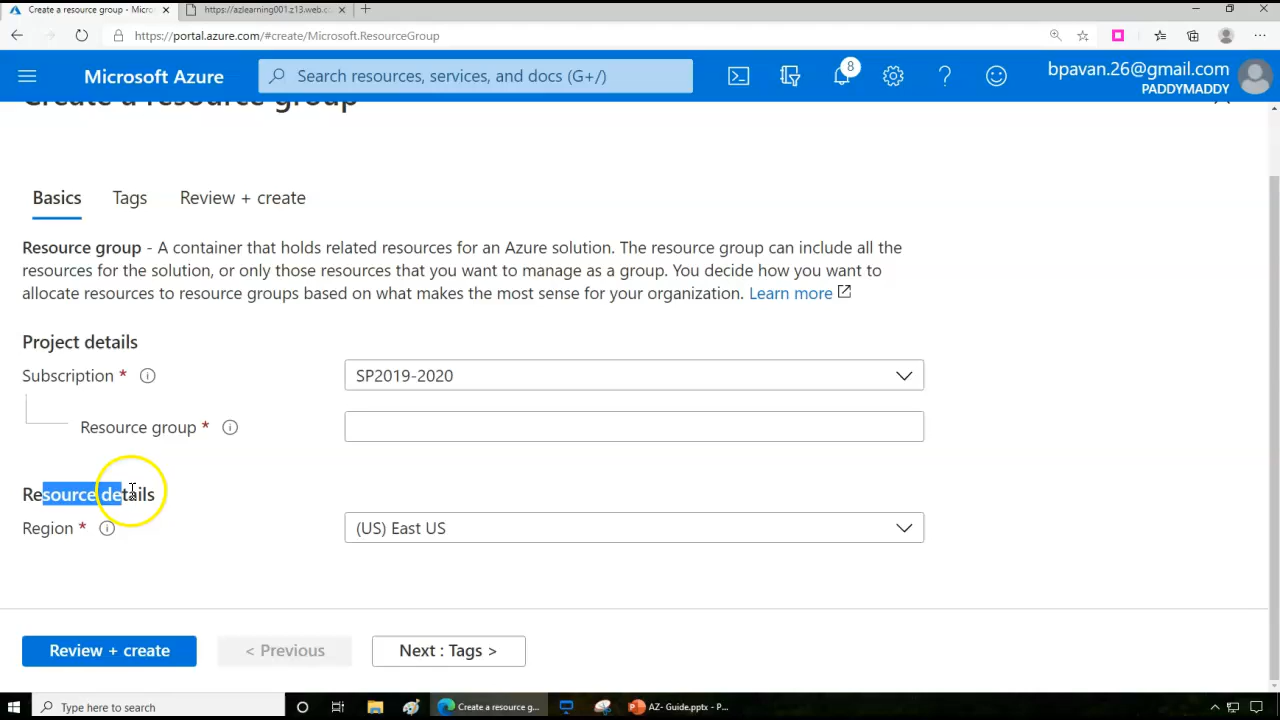 Create a resource group - Micro
https://azlearning001.z13.web.c
https://portal.azure.com/#create/Microsoft.ResourceGroup
Microsoft Azure
Search resources, services, and docs (G+/)
8
bpavan.26@gmail.com
PADDYMADDY
Create a resource group
Basics
Tags
Review + create
Resource group - A container that holds related resources for an Azure solution. The resource group can include all the
resources for the solution, or only those resources that you want to manage as a group. You decide how you want to
allocate resources to resource groups based on what makes the most sense for your organization. Learn more
Project details
Subscription *
SP2019-2020
Resource group *
Resource details
Region *
(US) East US
Review + create
< Previous
Next : Tags >
Type here to search
Create a resource g...
AZ- Guide.pptx - P...